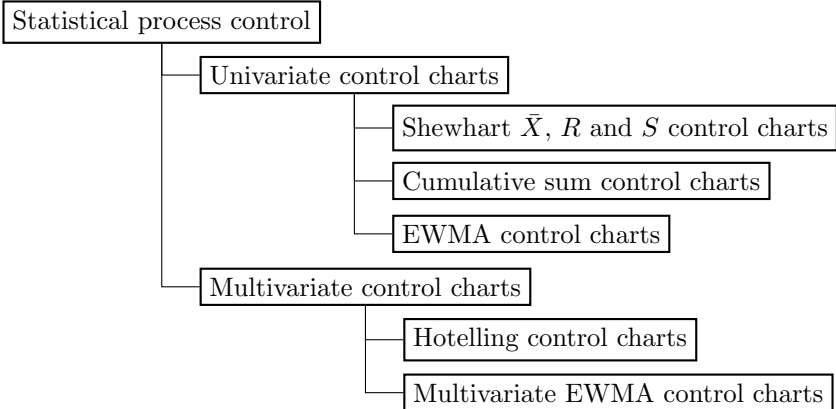 Statistical process control
Univariate control charts
Shewhart X̄, R and S control charts
Cumulative sum control charts
EWMA control charts
Multivariate control charts
Hotelling control charts
Multivariate EWMA control charts